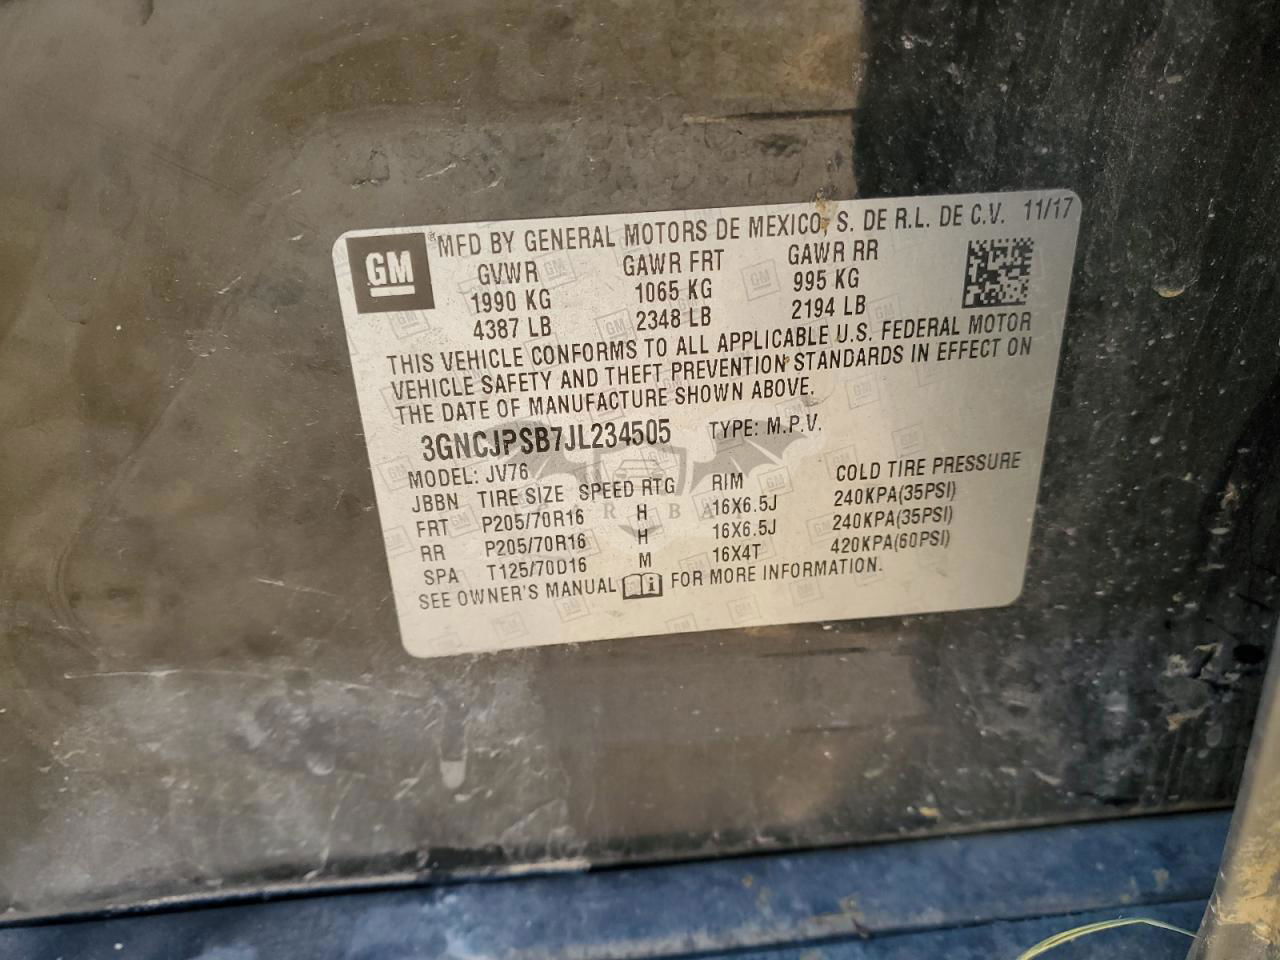 GM
®MFD BY GENERAL MOTORS DE MEXICO, S. DE R.L. DE C.V. 11/17
GVWR GAWR FRT GAWR RR
1990 KG 1065 KG 995 KG
4387 LB 2348 LB 2194 LB
THIS VEHICLE CONFORMS TO ALL APPLICABLE U.S. FEDERAL MOTOR
VEHICLE SAFETY AND THEFT PREVENTION STANDARDS IN EFFECT ON
THE DATE OF MANUFACTURE SHOWN ABOVE.
3GNCJPSB7JL234505 TYPE: M.P.V.
MODEL: JV76
JBBN TIRE SIZE SPEED RTG RIM COLD TIRE PRESSURE
FRT P205/70R16 H 16X6.5J 240KPA(35PSI)
RR P205/70R16 H 16X6.5J 240KPA(35PSI)
SPA T125/70D16 M 16X4T 420KPA(60PSI)
SEE OWNER'S MANUAL FOR MORE INFORMATION.